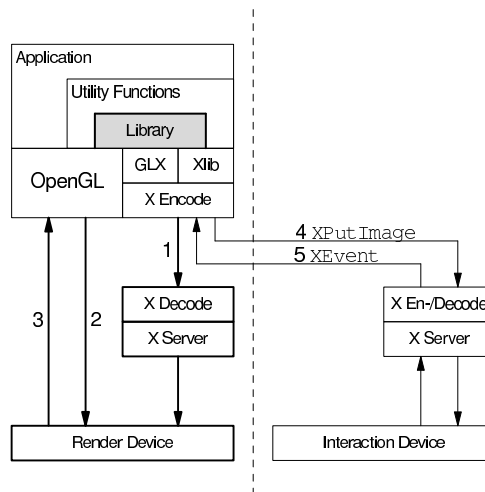 Application
Utility Functions
Library
OpenGL
GLX
Xlib
X Encode
1
4 XPutImage
5 XEvent
3
2
X Decode
X Server
X En-/Decode
X Server
Render Device
Interaction Device